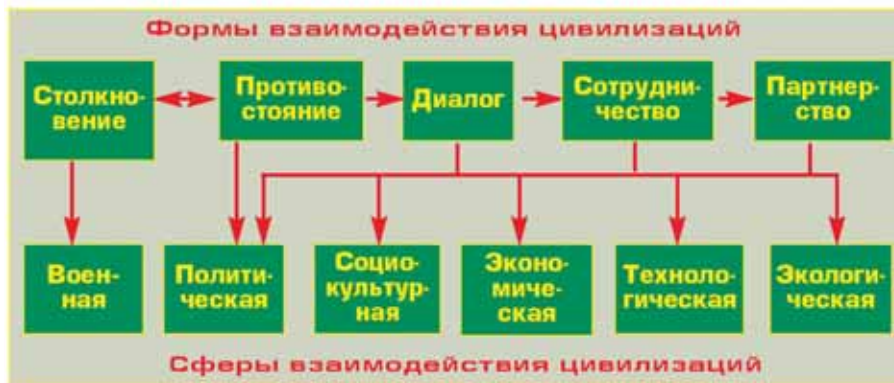 Формы взаимодействия цивилизаций
Столкно-
вение
Противо-
стояние
Диалог
Сотрудни-
чество
Партнер-
ство
Воен-
ная
Полити-
ческая
Социо-
культур-
ная
Эконо-
миче-
ская
Техноло-
гическая
Экологи-
ческая
Сферы взаимодействия цивилизаций